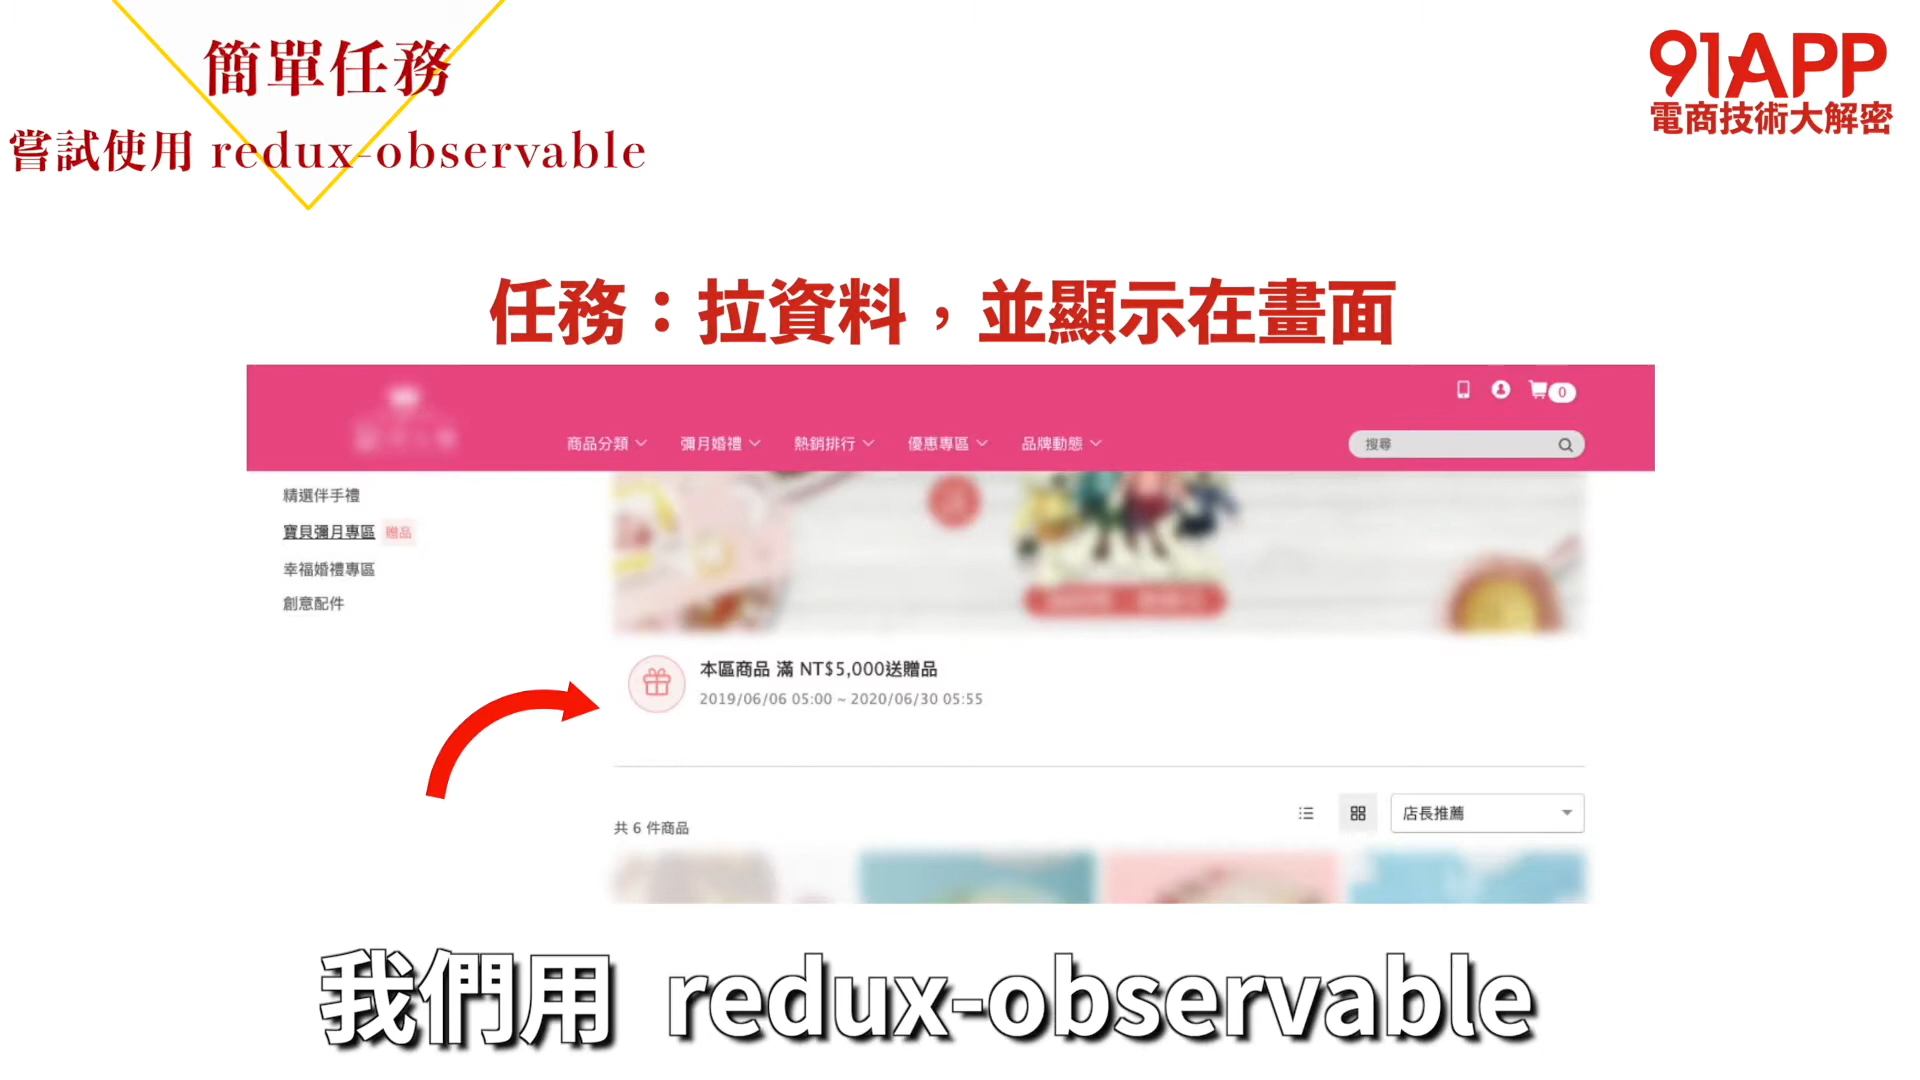 簡單任務
嘗試使用 redux-observable
91APP
電商技術大解密
任務：拉資料，並顯示在畫面
0
商品分類 彌月婚禮 熱銷排行 優惠專區 品牌動態 搜尋
精選伴手禮
寶貝彌月專區 贈品
幸福婚禮專區
創意配件
本區商品 滿 NT$5,000送贈品
2019/06/06 05:00 ~ 2020/06/30 05:55
共 6 件商品
店長推薦
我們用 redux-observable